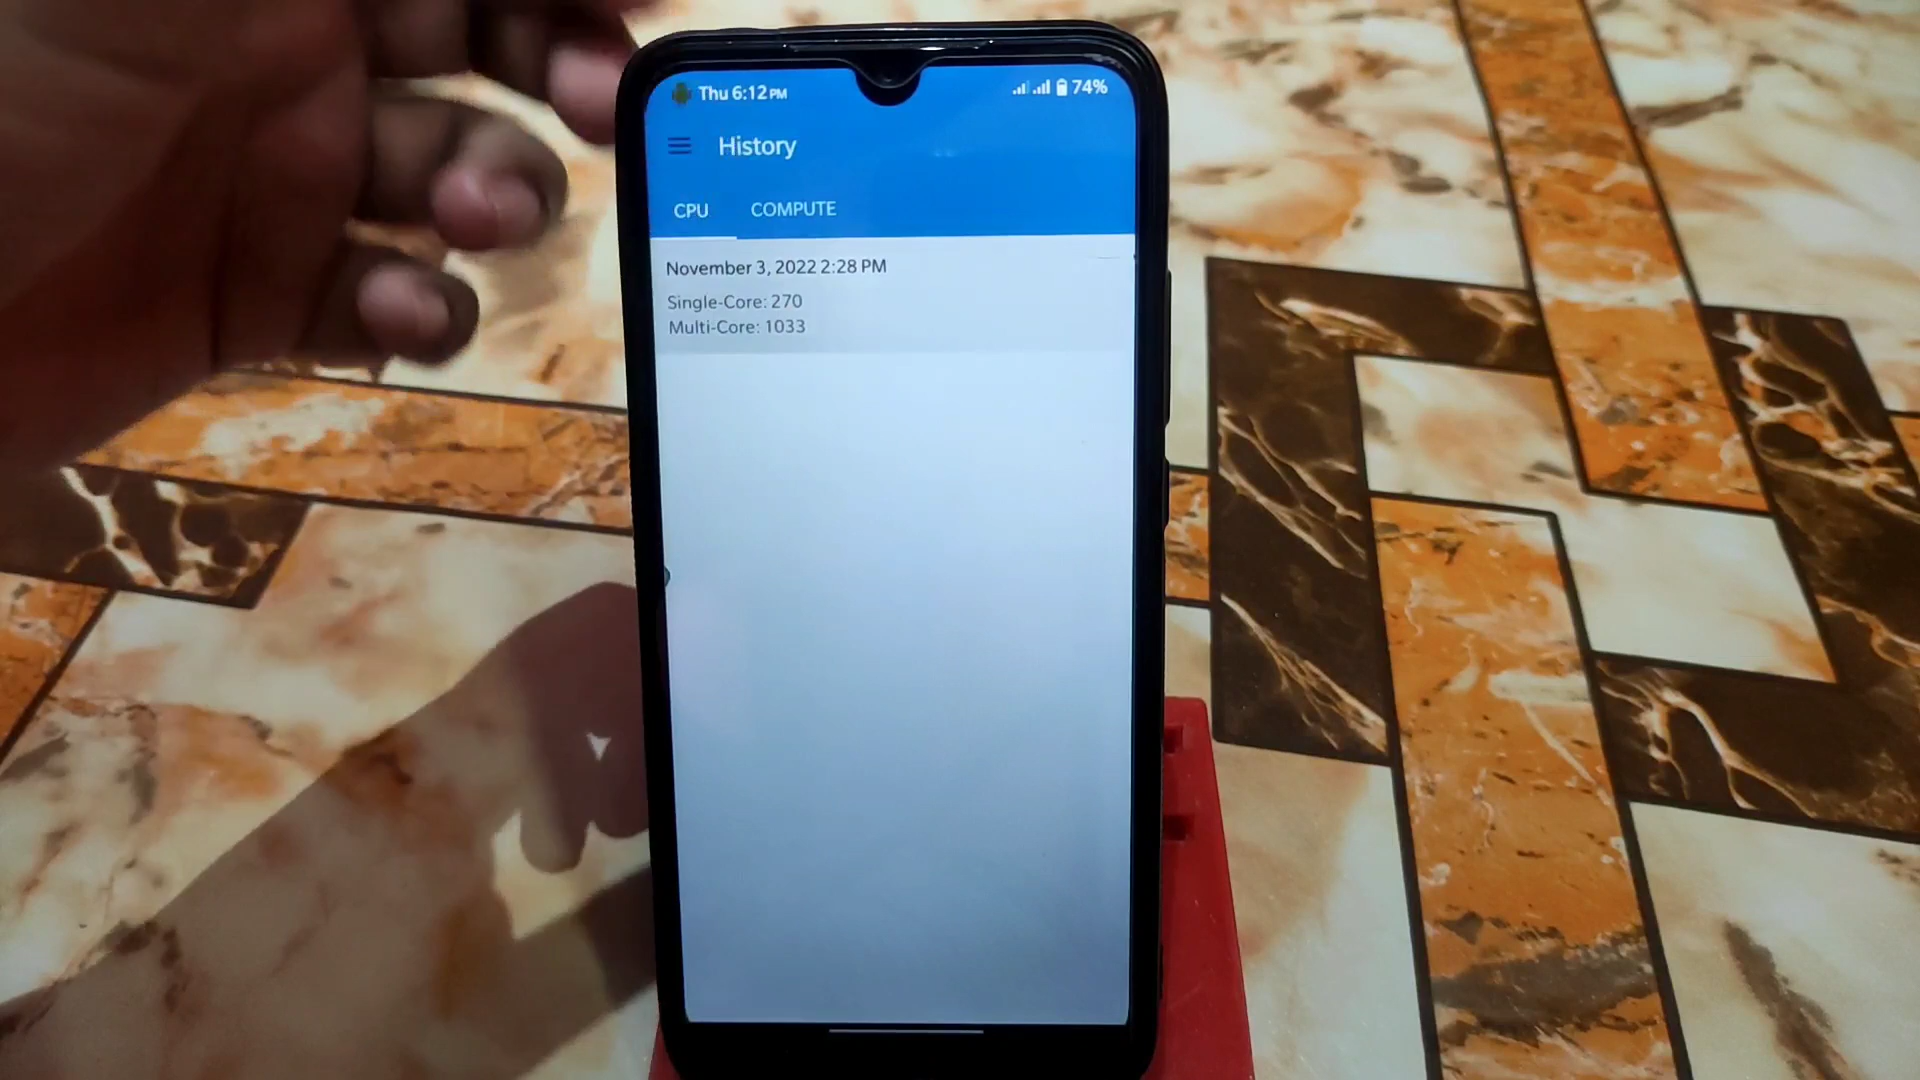 Thu 6:12 PM 74%
History
CPU COMPUTE
November 3, 2022 2:28 PM
Single-Core: 270
Multi-Core: 1033